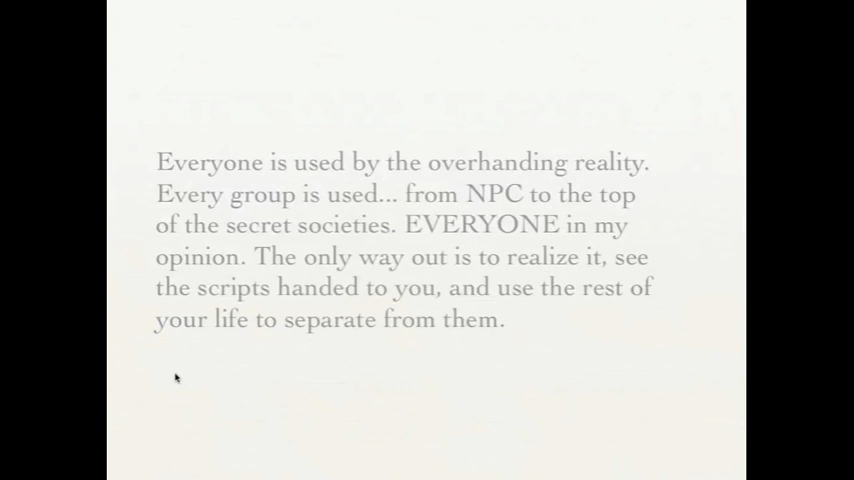 Everyone is used by the overhanding reality.
Every group is used... from NPC to the top
of the secret societies. EVERYONE in my
opinion. The only way out is to realize it, see
the scripts handed to you, and use the rest of
your life to separate from them.